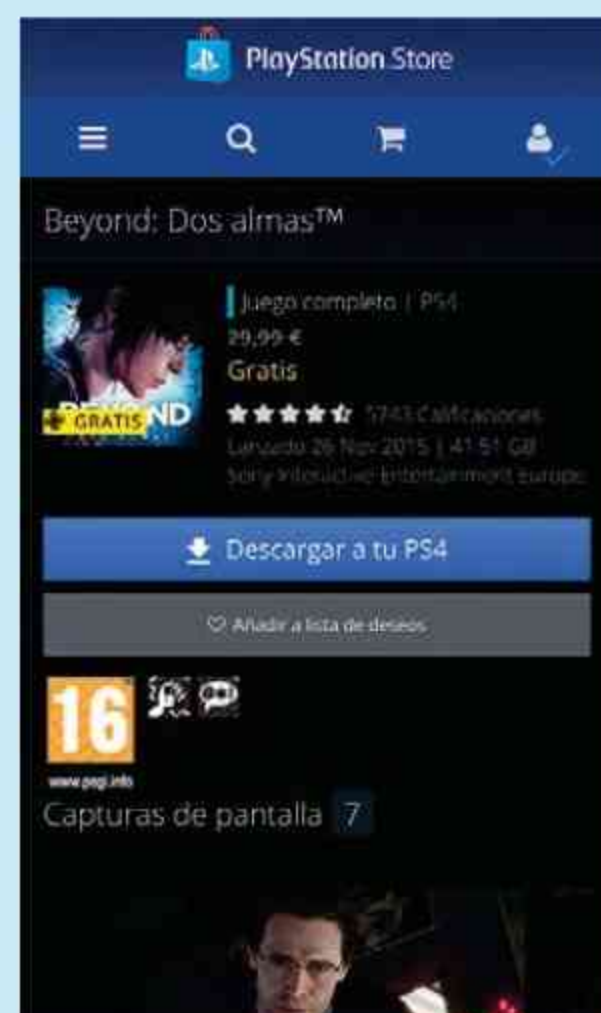 PlayStation Store
Beyond: Dos almas™
Juego completo | PS4
29,99 €
Gratis
BEYOND
GRATIS
5743 Calificaciones
Lanzado 26 Nov 2015 | 41.51 GB
Sony Interactive Entertainment Europe
Descargar a tu PS4
Añadir a lista de deseos
16
www.pegi.info
Capturas de pantalla 7